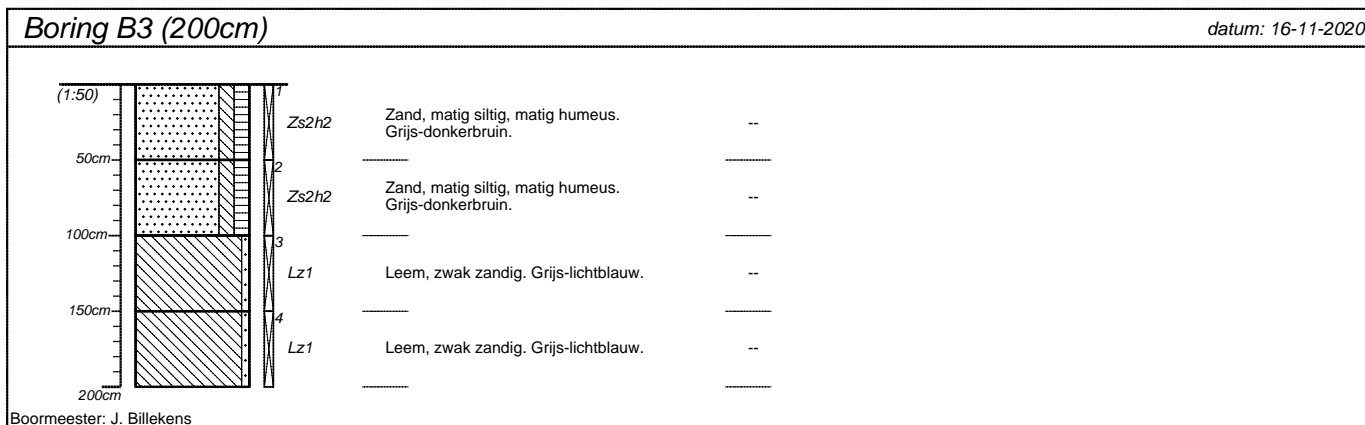 Boring B3 (200cm)
datum: 16-11-2020
(1:50)
1
Zs2h2
Zand, matig siltig, matig humeus.
Grijs-donkerbruin.
--
50cm
2
Zs2h2
Zand, matig siltig, matig humeus.
Grijs-donkerbruin.
--
100cm
3
Lz1
Leem, zwak zandig. Grijs-lichtblauw.
--
150cm
4
Lz1
Leem, zwak zandig. Grijs-lichtblauw.
--
200cm
Boormeester: J. Billekens